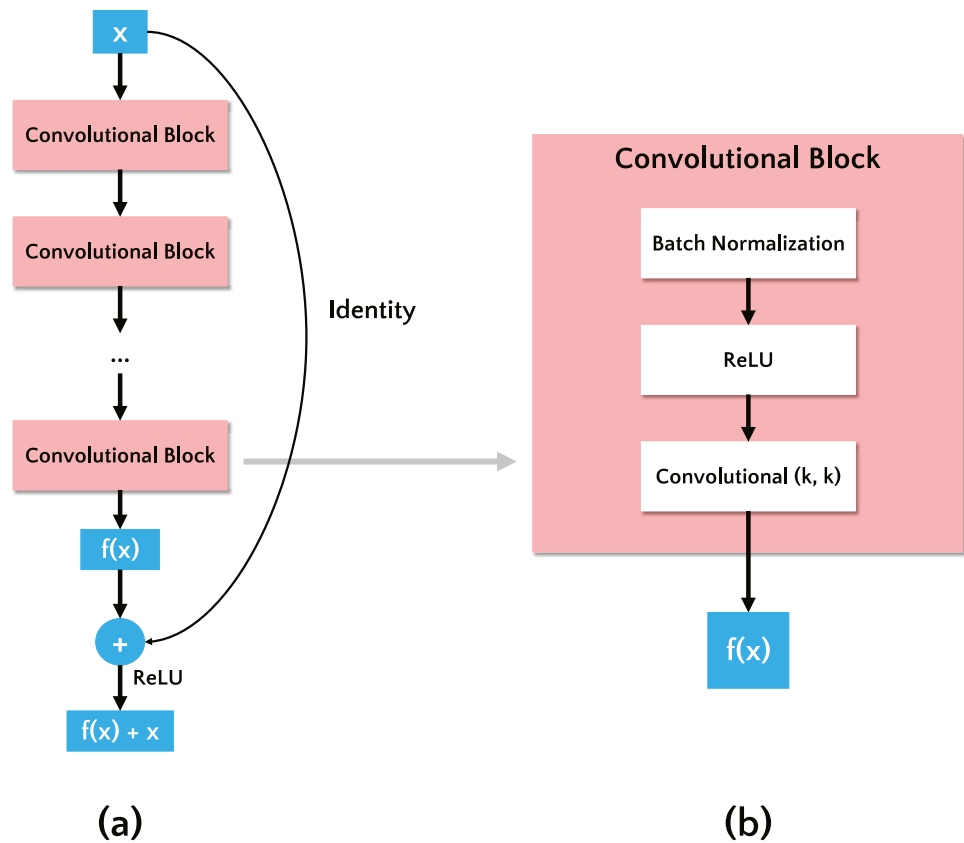 x
Convolutional Block
Convolutional Block
Identity
...
Convolutional Block
f(x)
+
ReLU
f(x) + x
(a)
Convolutional Block
Batch Normalization
ReLU
Convolutional (k, k)
f(x)
(b)